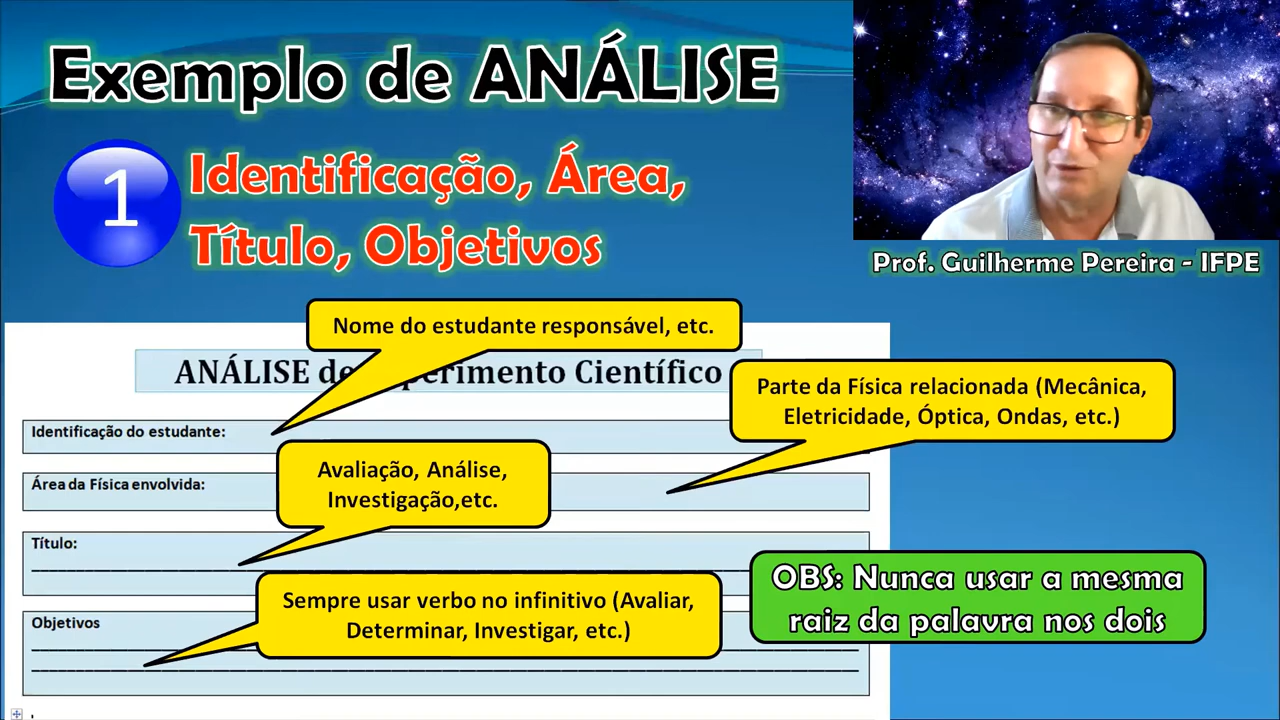 Exemplo de ANÁLISE
1
Identificação, Área,
Título, Objetivos
Prof. Guilherme Pereira - IFPE
Nome do estudante responsável, etc.
ANÁLISE de perimento Científico
Parte da Física relacionada (Mecânica,
Eletricidade, Óptica, Ondas, etc.)
Identificação do estudante:
Avaliação, Análise,
Investigação,etc.
Área da Física envolvida:
Título:
OBS: Nunca usar a mesma
raiz da palavra nos dois
Sempre usar verbo no infinitivo (Avaliar,
Determinar, Investigar, etc.)
Objetivos